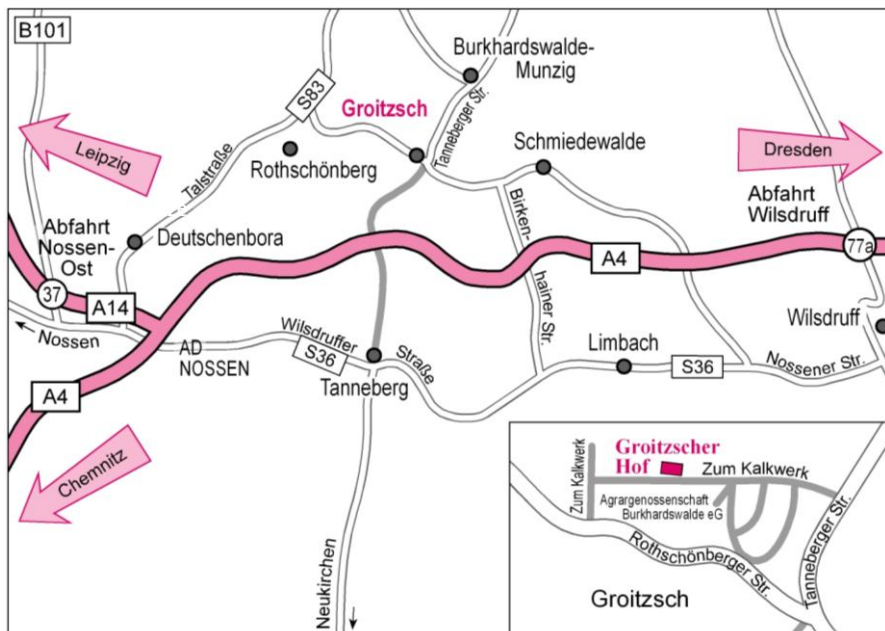 B101
Burkhardswalde-
Munzig
S83
Groitzsch
Tanneberger Str.
Leipzig
Talstraße
Rothschönberg
Schmiedewalde
Dresden
Abfahrt
Wilsdruff
Abfahrt
Nossen-
Ost
Deutschenbora
Birken-
hainer Str.
A4
77a
37
A14
Nossen
AD
NOSSEN
Wilsdruffer
S36
Straße
Tanneberg
Limbach
S36
Nossener Str.
Wilsdruff
A4
Chemnitz
Neukirchen
Groitzscher
Hof
Zum Kalkwerk
Zum Kalkwerk
Agrargenossenschaft
Burkhardswalde eG
Rothschönberger Str.
Tanneberger Str.
Groitzsch